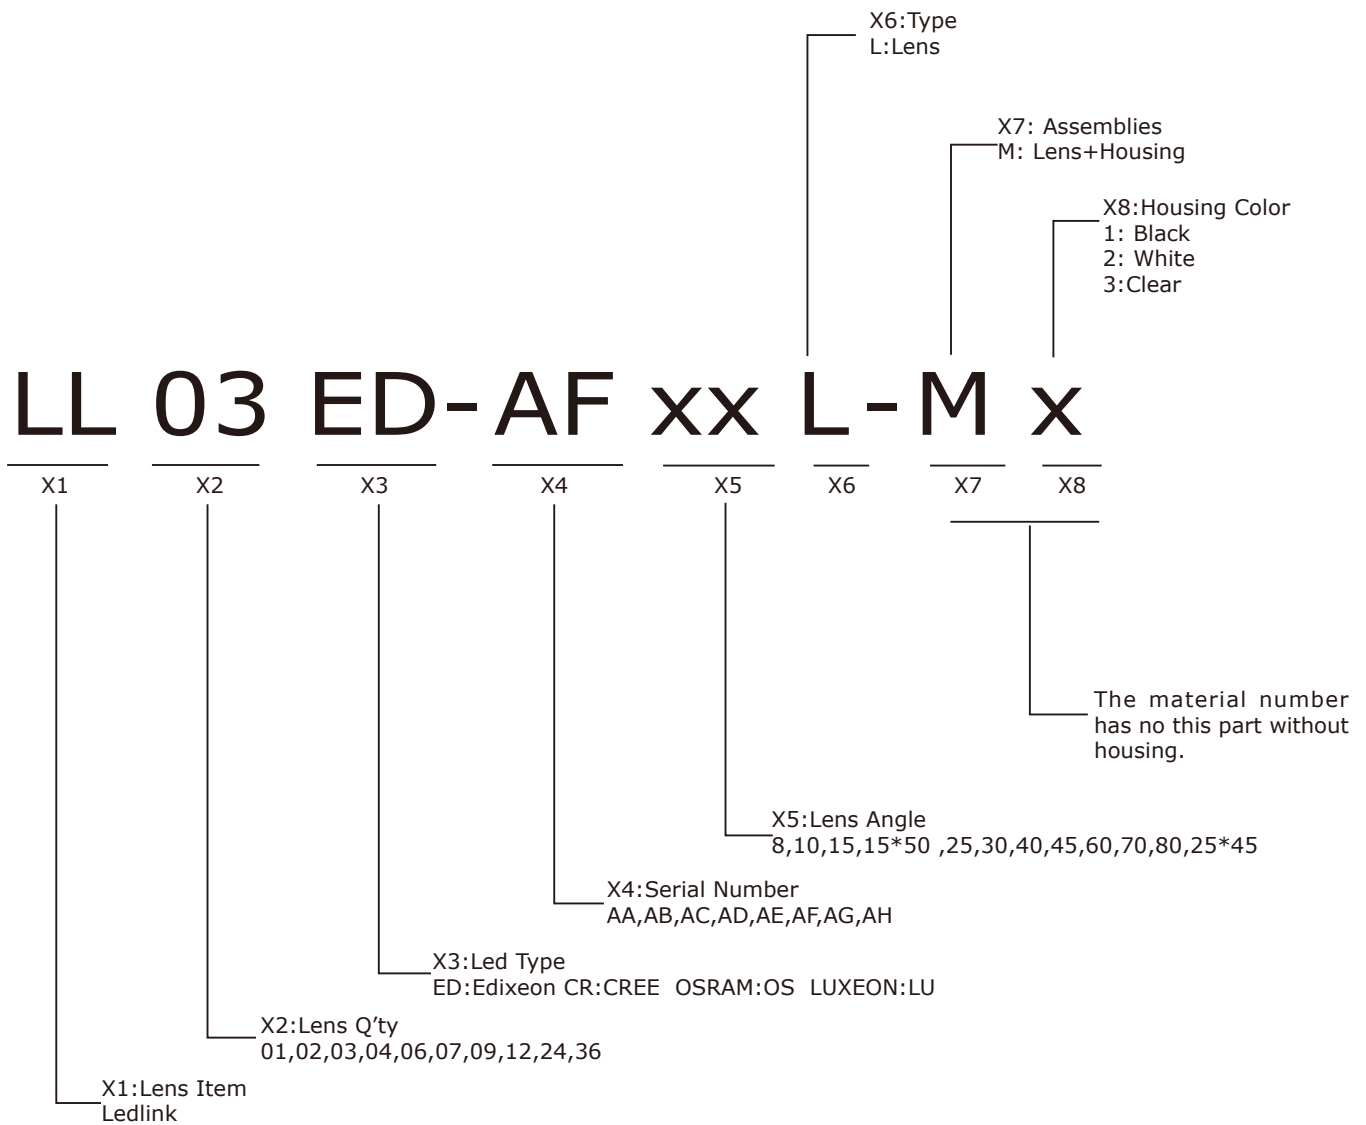 X6:Type
L:Lens
X7: Assemblies
M: Lens+Housing
X8:Housing Color
1: Black
2: White
3:Clear
LL 03 ED-AF xx L-M x
X1 X2 X3 X4 X5 X6 X7 X8
The material number
has no this part without
housing.
X5:Lens Angle
8,10,15,15*50 ,25,30,40,45,60,70,80,25*45
X4:Serial Number
AA,AB,AC,AD,AE,AF,AG,AH
X3:Led Type
ED:Edixeon CR:CREE OSRAM:OS LUXEON:LU
X2:Lens Q’ty
01,02,03,04,06,07,09,12,24,36
X1:Lens Item
Ledlink